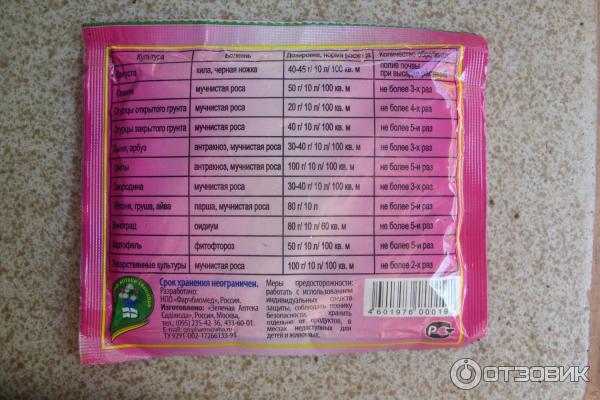 Культура Болезнь Дозировка, норма расхода Количество обработок
Капуста кила, черная ножка 40-45 г/ 10 л/ 100 кв. м полив почвы при высадке рассады
мучнистая роса 50 г/ 10 л/ 100 кв. м не более 3-х раз
Огурцы открытого грунта мучнистая роса 20 г/ 10 л/ 100 кв. м не более 4-х раз
Огурцы закрытого грунта мучнистая роса 40 г/ 10 л/ 100 кв. м не более 5-и раз
Дыня, арбуз антракноз, мучнистая роса 30-40 г/ 10 л/ 100 кв. м не более 3-х раз
Цветы антракноз, мучнистая роса 100 г/ 10 л/ 100 кв. м не более 5-и раз
Смородина мучнистая роса 30-40 г/ 10 л/ 100 кв. м не более 3-х раз
Яблоня, груша, айва парша, мучнистая роса 80 г/ 10 л не более 5-и раз
Виноград оидиум 80 г/ 10 л/ 60 кв. м не более 5-и раз
Картофель фитофтороз 50 г/ 10 л/ 100 кв. м не более 5-и раз
Лекарственные культуры мучнистая роса 100 г/ 10 л/ 100 кв. м не более 2-х раз
Срок хранения неограничен.
Разработано:
НПО «Фармбиомед», Россия.
Изготовлено: «Зеленая Аптека
Садовода», Россия, Москва,
тел.: (095) 235-42 36, 433-60-01.
ТУ 9291-002-17266133-95
Меры предосторожности:
работать с использованием
индивидуальных средств
защиты, соблюдать технику
безопасности, хранить
отдельно от продуктов, в
местах недоступных для
детей и животных.
4 601976 00019
РСТ
ОТЗОВИК